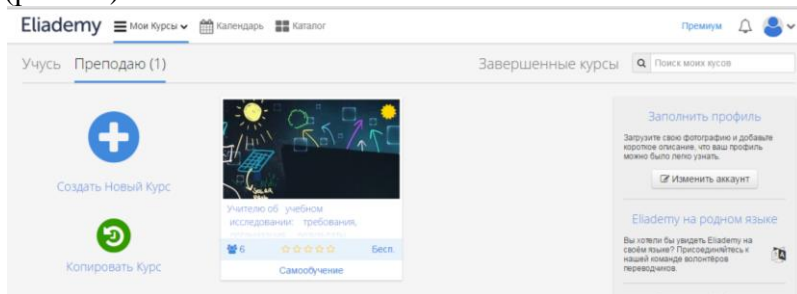 Eliademy Мои Курсы Календарь Каталог Премиум
Учусь Преподаю (1) Завершенные курсы Поиск моих кусов
Создать Новый Курс
Копировать Курс
Учителю об учебном
исследовании: требования,
6 Бесп.
Самообучение
Заполнить профиль
Загрузите свою фотографию и добавьте
короткое описание, что ваш профиль
можно было легко узнать.
Изменить аккаунт
Eliademy на родном языке
Вы хотели бы увидеть Eliademy на
своём языке? Присоединяйтесь к
нашей команде волонтёров
переводчиков.